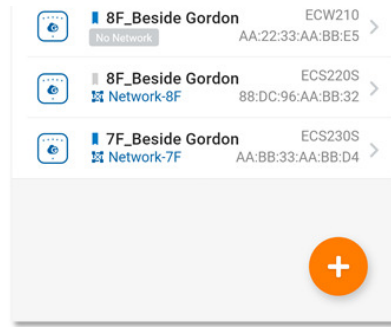 8F_Beside Gordon ECW210
No Network AA:22:33:AA:BB:E5
8F_Beside Gordon ECS220S
Network-8F 88:DC:96:AA:BB:32
7F_Beside Gordon ECS230S
Network-7F AA:BB:33:AA:BB:D4